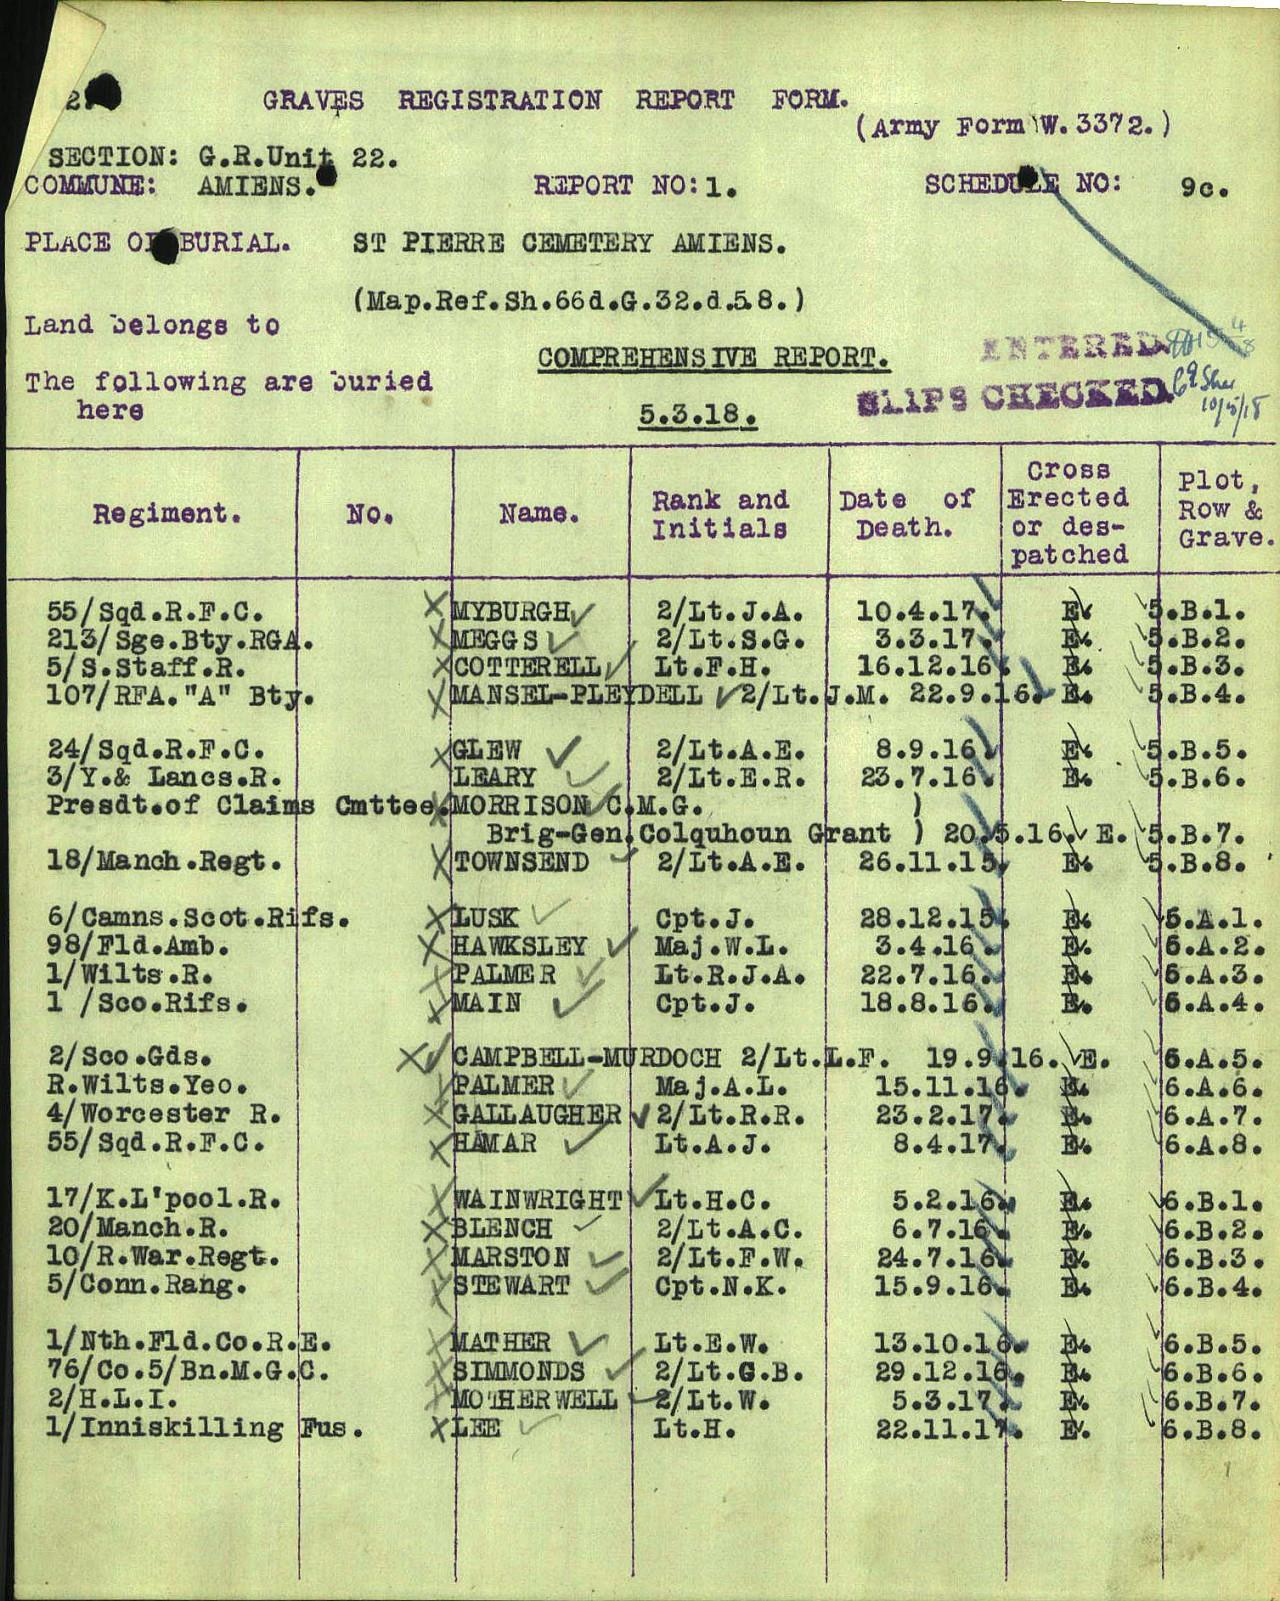 GRAVES REGISTRATION REPORT FORM.
(Army Form W.3372.)
SECTION: G.R.Unit 22.
COMMUNE: AMIENS. REPORT NO: 1. SCHEDULE NO: 9c.
PLACE OF BURIAL. ST PIERRE CEMETERY AMIENS.
(Map.Ref.Sh.66d.G.32.d.5.8.)
Land belongs to
COMPREHENSIVE REPORT. ENTERED.
The following are buried
here
SLIPS CHECKED. 10/5/18
5.3.18.
Regiment. No. Name. Rank and Initials Date of Death. Cross Erected or des-patched Plot, Row & Grave.
55/Sqd.R.F.C. MYBURGH 2/Lt.J.A. 10.4.17. E. 5.B.1.
213/Sge.Bty.RGA. MEGGS 2/Lt.S.G. 3.3.17. E. 5.B.2.
5/S.Staff.R. COTTERELL Lt.F.H. 16.12.16. E. 5.B.3.
107/RFA."A" Bty. MANSEL-PLEYDELL 2/Lt.J.M. 22.9.16. E. 5.B.4.
24/Sqd.R.F.C. GLEW 2/Lt.A.E. 8.9.16. E. 5.B.5.
3/Y.& Lancs.R. LEARY 2/Lt.E.R. 23.7.16. E. 5.B.6.
Presdt.of Claims Cmttee. MORRISON C.M.G. )
Brig-Gen.Colquhoun Grant ) 20.5.16. E. 5.B.7.
18/Manch.Regt. TOWNSEND 2/Lt.A.E. 26.11.15. E. 5.B.8.
6/Camns.Scot.Rifs. LUSK Cpt.J. 28.12.15. E. 6.A.1.
98/Fld.Amb. HAWKSLEY Maj.W.L. 3.4.16. E. 6.A.2.
1/Wilts.R. PALMER Lt.R.J.A. 22.7.16. E. 6.A.3.
1 /Sco.Rifs. MAIN Cpt.J. 18.8.16. E. 6.A.4.
2/Sco.Gds. CAMPBELL-MURDOCH 2/Lt.L.F. 19.9.16. E. 6.A.5.
R.Wilts.Yeo. PALMER Maj.A.L. 15.11.16. E. 6.A.6.
4/Worcester R. GALLAUGHER 2/Lt.R.R. 23.2.17. E. 6.A.7.
55/Sqd.R.F.C. HAMAR Lt.A.J. 8.4.17. E. 6.A.8.
17/K.L'pool.R. WAINWRIGHT Lt.H.C. 5.2.16. E. 6.B.1.
20/Manch.R. BLENCH 2/Lt.A.C. 6.7.16. E. 6.B.2.
10/R.War.Regt. MARSTON 2/Lt.F.W. 24.7.16. E. 6.B.3.
5/Conn.Rang. STEWART Cpt.N.K. 15.9.16. E. 6.B.4.
1/Nth.Fld.Co.R.E. MATHER Lt.E.W. 13.10.16. E. 6.B.5.
76/Co.5/Bn.M.G.C. SIMMONDS 2/Lt.G.B. 29.12.16. E. 6.B.6.
2/H.L.I. MOTHERWELL 2/Lt.W. 5.3.17. E. 6.B.7.
1/Inniskilling Fus. LEE Lt.H. 22.11.17. E. 6.B.8.